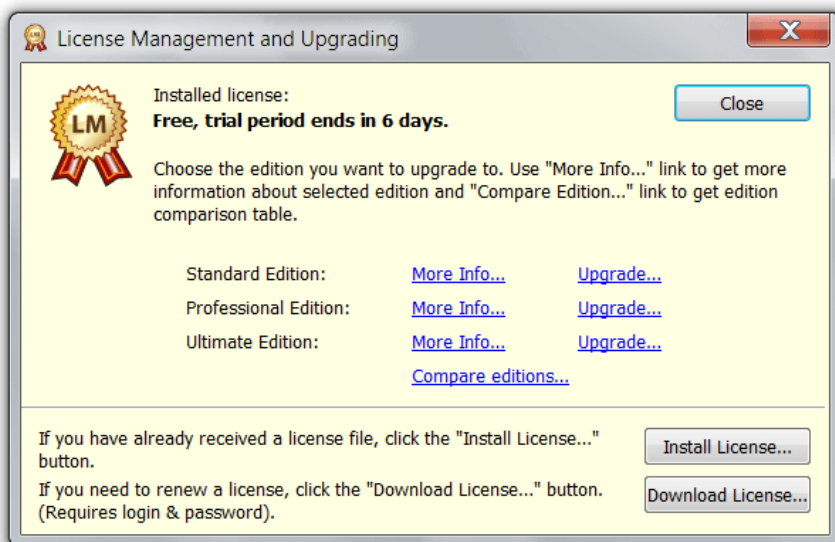 LM License Management and Upgrading X
LM
Installed license:
Free, trial period ends in 6 days.
Close
Choose the edition you want to upgrade to. Use "More Info..." link to get more
information about selected edition and "Compare Edition..." link to get edition
comparison table.
Standard Edition: More Info... Upgrade...
Professional Edition: More Info... Upgrade...
Ultimate Edition: More Info... Upgrade...
Compare editions...
If you have already received a license file, click the "Install License..."
button.
Install License...
If you need to renew a license, click the "Download License..." button.
(Requires login & password).
Download License...